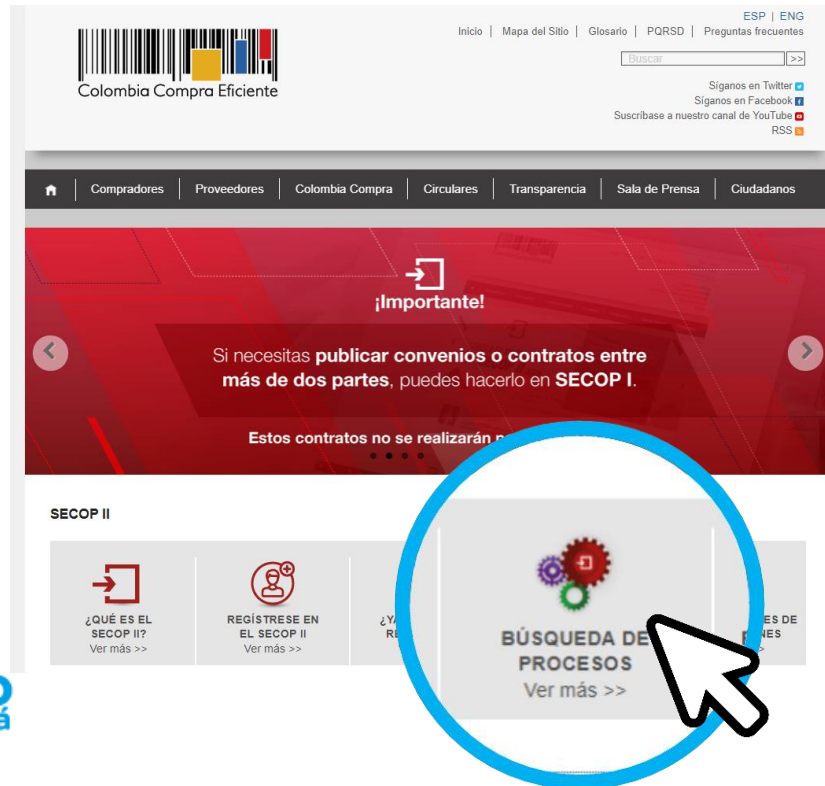 ESP | ENG
Inicio | Mapa del Sitio | Glosario | PQRSD | Preguntas frecuentes
Buscar >>
Colombia Compra Eficiente
Síganos en Twitter
Síganos en Facebook
Suscríbase a nuestro canal de YouTube
RSS
Compradores | Proveedores | Colombia Compra | Circulares | Transparencia | Sala de Prensa | Ciudadanos
¡Importante!
Si necesitas publicar convenios o contratos entre
más de dos partes, puedes hacerlo en SECOP I.
Estos contratos no se realizarán
SECOP II
¿QUÉ ES EL
SECOP II?
Ver más >>
REGÍSTRESE EN
EL SECOP II
Ver más >>
BÚSQUEDA DE
PROCESOS
Ver más >>